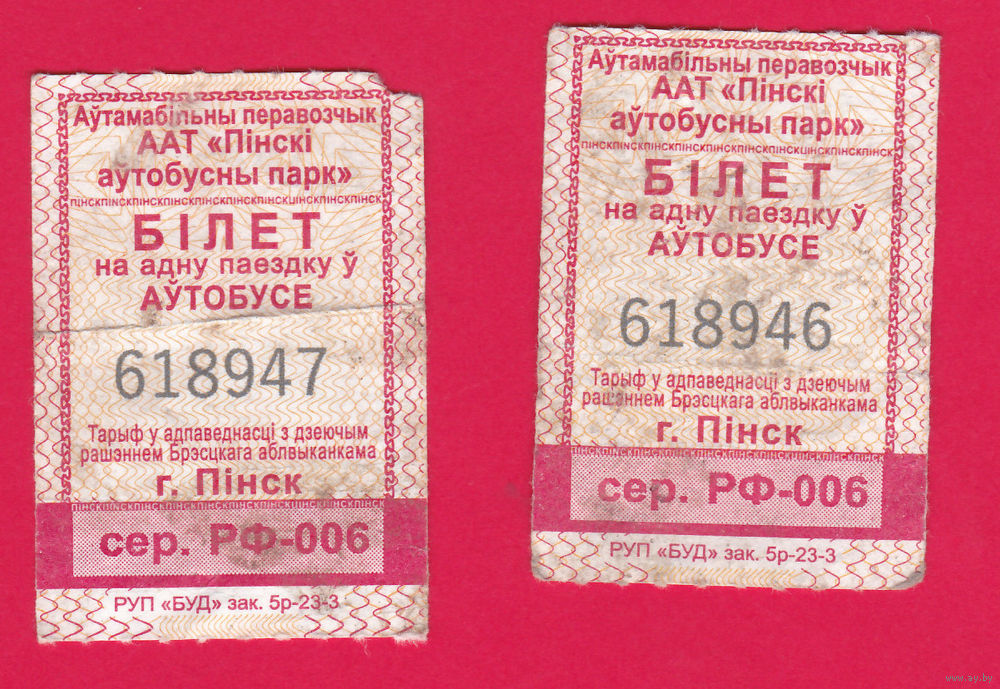 Аўтамабільны перавозчык
ААТ «Пінскі
аўтобусны парк»
ПІНСКПІНСКПІНСКПІНСКПІНСКПІНСКПІНСКПІНСКПІНСК
БІЛЕТ
на адну паездку ў
АЎТОБУСЕ
618947
Тарыф у адпаведнасці з дзеючым
рашэннем Брэсцкага аблвыканкама
г. Пінск
сер. РФ-006
РУП «БУД» зак. 5р-23-3
Аўтамабільны перавозчык
ААТ «Пінскі
аўтобусны парк»
ПІНСКПІНСКПІНСКПІНСКПІНСКПІНСКПІНСКПІНСКПІНСК
БІЛЕТ
на адну паездку ў
АЎТОБУСЕ
618946
Тарыф у адпаведнасці з дзеючым
рашэннем Брэсцкага аблвыканкама
г. Пінск
сер. РФ-006
РУП «БУД» зак. 5р-23-3
www.ay.by